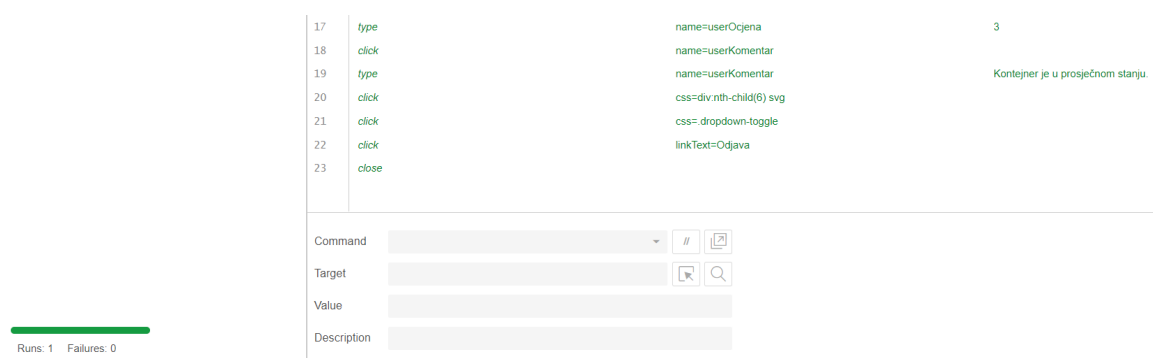 17 type name=userOcjena 3
18 click name=userKomentar
19 type name=userKomentar Kontejner je u prosječnom stanju.
20 click css=div:nth-child(6) svg
21 click css=.dropdown-toggle
22 click linkText=Odjava
23 close
Command //
Target
Value
Description
Runs: 1 Failures: 0